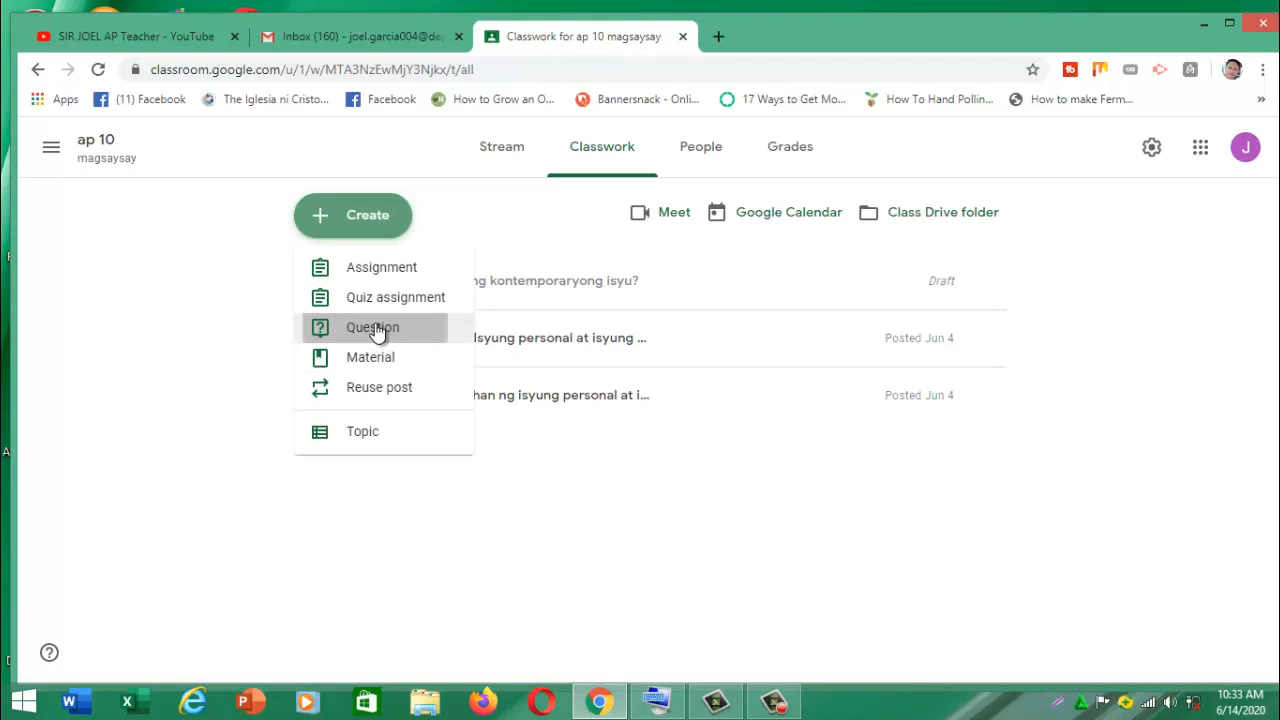 SIR JOEL AP Teacher - YouTube
Inbox (160) - joel.garcia004@de
Classwork for ap 10 magsaysay
classroom.google.com/u/1/w/MTA3NzEwMjY3Njkx/t/all
Apps
(11) Facebook
The Iglesia ni Cristo...
Facebook
How to Grow an O...
Bannersnack - Onli...
17 Ways to Get Mo...
How To Hand Pollin...
How to make Ferm...
ap 10
magsaysay
Stream
Classwork
People
Grades
J
Create
Meet
Google Calendar
Class Drive folder
Assignment
Quiz assignment
Question
Material
Reuse post
Topic
ng kontemporaryong isyu?
Draft
Isyung personal at isyung ...
Posted Jun 4
han ng isyung personal at i...
Posted Jun 4
10:33 AM
6/14/2020